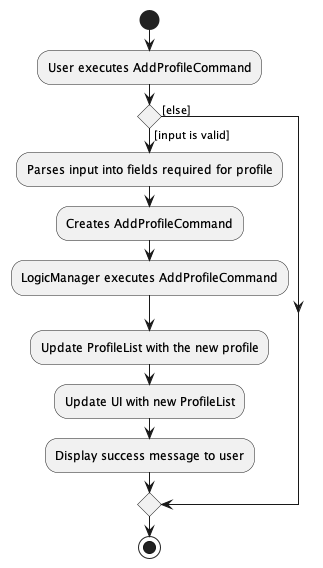 User executes AddProfileCommand
[else]
[input is valid]
Parses input into fields required for profile
Creates AddProfileCommand
LogicManager executes AddProfileCommand
Update ProfileList with the new profile
Update UI with new ProfileList
Display success message to user